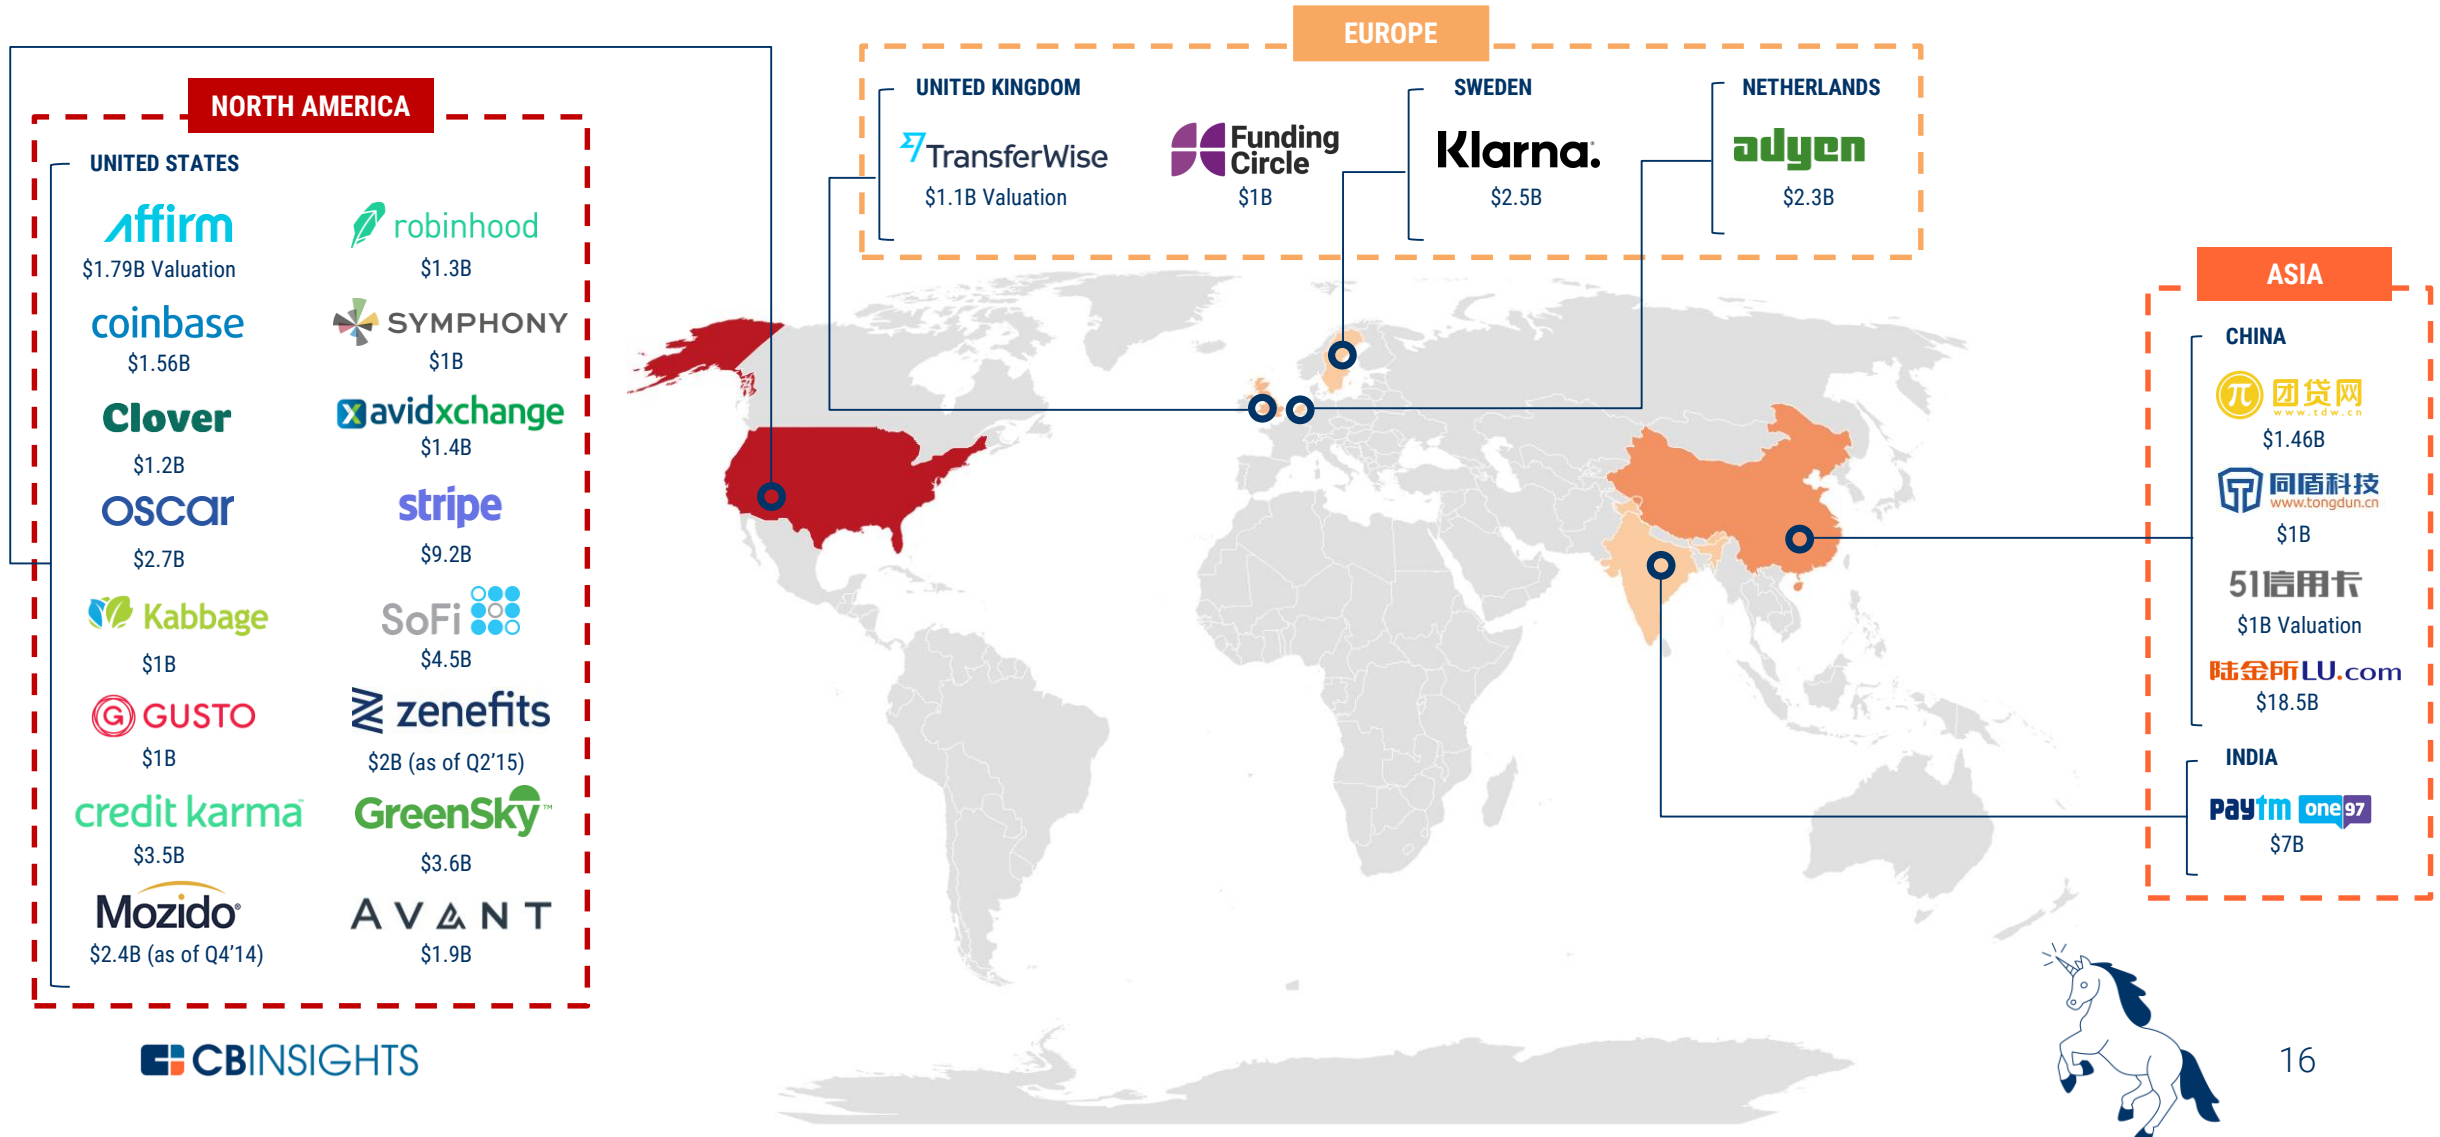 EUROPE
UNITED KINGDOM
TransferWise
$1.1B Valuation
Funding
Circle
$1B
SWEDEN
Klarna.
$2.5B
NETHERLANDS
adyen
$2.3B
NORTH AMERICA
UNITED STATES
affirm
$1.79B Valuation
robinhood
$1.3B
coinbase
$1.56B
SYMPHONY
$1B
Clover
$1.2B
avidxchange
$1.4B
oscar
$2.7B
stripe
$9.2B
Kabbage
$1B
SoFi
$4.5B
G GUSTO
$1B
zenefits
$2B (as of Q2’15)
credit karma
$3.5B
GreenSky™
$3.6B
Mozido®
$2.4B (as of Q4’14)
AVANT
$1.9B
ASIA
CHINA
π 团贷网
www.tdw.cn
$1.46B
同盾科技
www.tongdun.cn
$1B
51信用卡
$1B Valuation
陆金所LU.com
$18.5B
INDIA
paytm one97
$7B
CBINSIGHTS
16